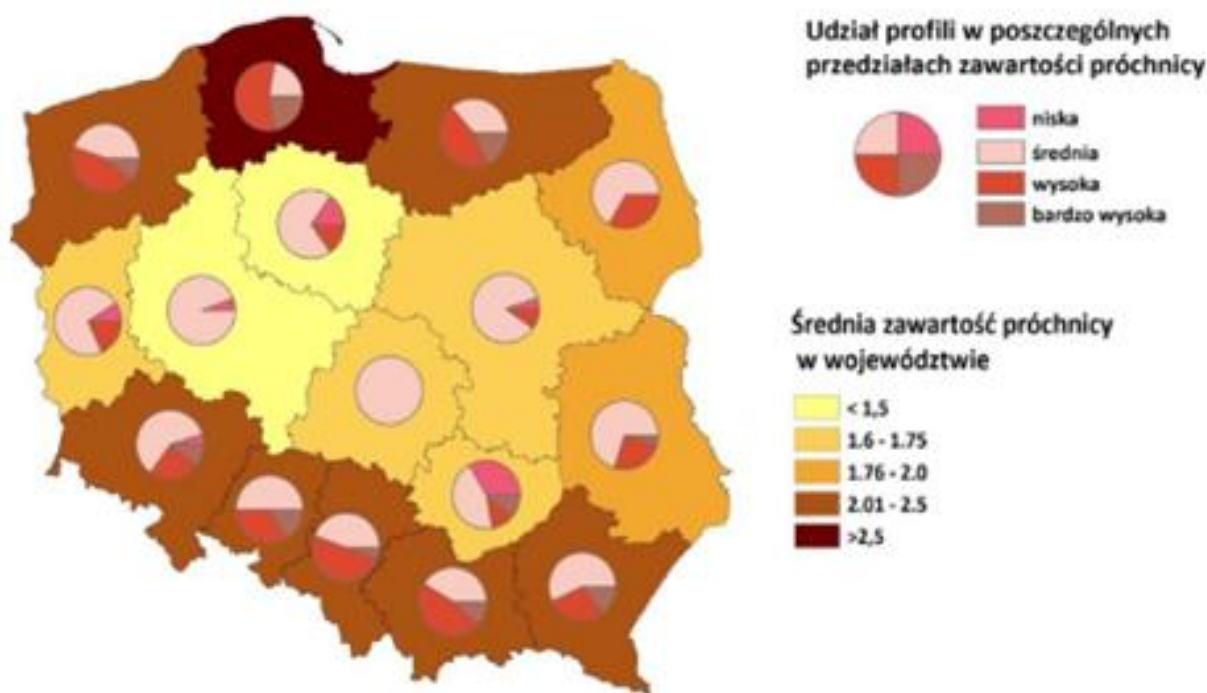 Udział profili w poszczególnych
przedziałach zawartości próchnicy
niska
średnia
wysoka
bardzo wysoka
Średnia zawartość próchnicy
w województwie
< 1,5
1.6 - 1.75
1.76 - 2.0
2.01 - 2.5
>2,5